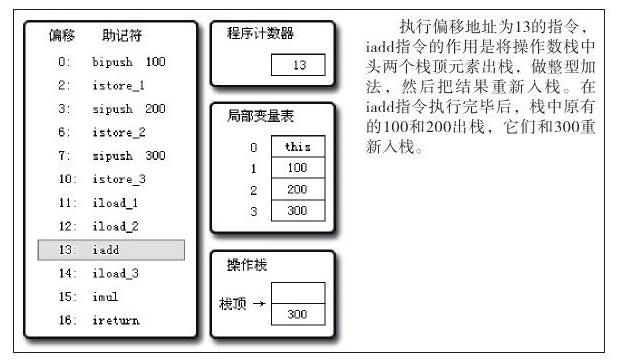 偏移 助记符
0: bipush 100
2: istore_1
3: sipush 200
6: istore_2
7: sipush 300
10: istore_3
11: iload_1
12: iload_2
13: iadd
14: iload_3
15: imul
16: ireturn
程序计数器
13
局部变量表
0 this
1 100
2 200
3 300
操作栈
栈顶 →
300
执行偏移地址为13的指令，
iadd指令的作用是将操作数栈中
头两个栈顶元素出栈，做整型加
法，然后把结果重新入栈。在
iadd指令执行完毕后，栈中原有
的100和200出栈，它们和300重
新入栈。